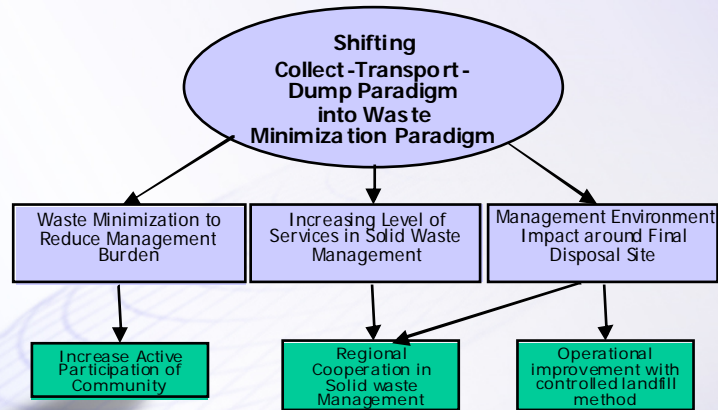 Shifting
Collect-Transport-
Dump Paradigm
into Waste
Minimization Paradigm
Waste Minimization to
Reduce Management
Burden
Increasing Level of
Services in Solid Waste
Management
Management Environment
Impact around Final
Disposal Site
Increase Active
Participation of
Community
Regional
Cooperation in
Solid waste
Management
Operational
improvement with
controlled landfill
method